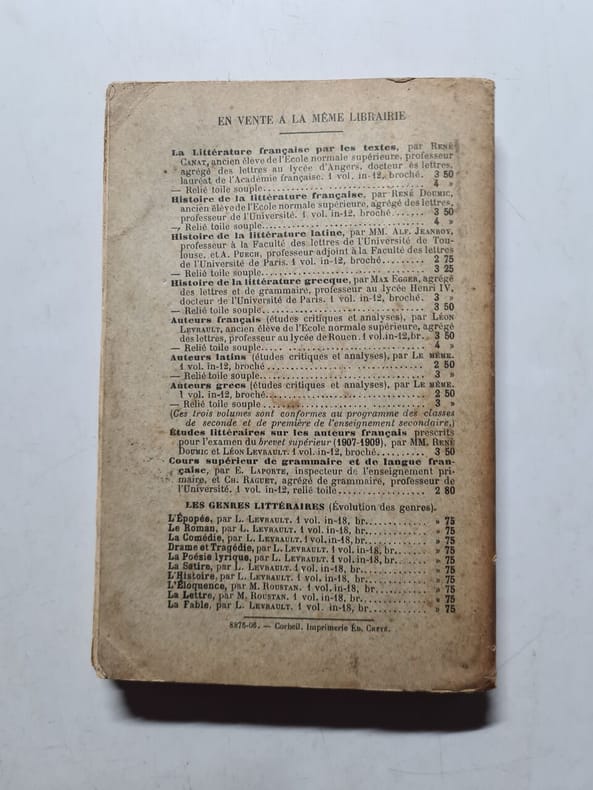 EN VENTE A LA MÊME LIBRAIRIE
La Littérature française par les textes, par RENÉ
CANAT, ancien élève de l'Ecole normale supérieure, professeur
agrégé des lettres au lycée d'Angers, docteur ès lettres,
lauréat de l'Académie française. 1 vol. in-12, broché. 3 50
— Relié toile souple.................... 4 »
Histoire de la littérature française, par RENÉ DOUMIC,
ancien élève de l'Ecole normale supérieure, agrégé des lettres,
professeur de l'Université. 1 vol. in-12, broché....... 3 50
— Relié toile souple.................... 4 »
Histoire de la littérature latine, par MM. ALF. JEANROY,
professeur à la Faculté des lettres de l'Université de Tou-
louse, et A. PUECH, professeur adjoint à la Faculté des lettres
de l'Université de Paris. 1 vol. in-12, broché.......... 2 75
— Relié toile souple.................... 3 25
Histoire de la littérature grecque, par MAX EGGER, agrégé
des lettres et de grammaire, professeur au lycée Henri IV,
docteur de l'Université de Paris. 1 vol. in-12, broché. 3 »
— Relié toile souple.................... 3 50
Auteurs français (études critiques et analyses), par LÉON
LEVRAULT, ancien élève de l'Ecole normale supérieure, agrégé
des lettres, professeur au lycée de Rouen. 1 vol. in-12, br. 3 50
— Relié toile souple.................... 4 »
Auteurs latins (études critiques et analyses), par LE MÊME.
1 vol. in-12, broché.................... 2 50
— Relié toile souple.................... 3 »
Auteurs grecs (études critiques et analyses), par LE MÊME.
1 vol. in-12, broché.................... 2 50
— Relié toile souple.................... 3 »
(Ces trois volumes sont conformes au programme des classes
de seconde et de première de l'enseignement secondaire.)
Études littéraires sur les auteurs français prescrits
pour l'examen du brevet supérieur (1907-1909), par MM. RENÉ
DOUMIC et LÉON LEVRAULT. 1 vol. in-12, broché....... 3 50
Cours supérieur de grammaire et de langue fran-
çaise, par E. LAPORTE, inspecteur de l'enseignement pri-
maire, et CH. RAGUET, agrégé de grammaire, professeur de
l'Université. 1 vol. in-12, relié toile............ 2 80
LES GENRES LITTÉRAIRES (Évolution des genres).
L'Épopée, par L. LEVRAULT. 1 vol. in-18, br.......... » 75
Le Roman, par L. LEVRAULT. 1 vol. in-18, br.......... » 75
La Comédie, par L. LEVRAULT. 1 vol. in-18, br.......... » 75
Drame et Tragédie, par L. LEVRAULT. 1 vol. in-18, br.... » 75
La Poésie lyrique, par L. LEVRAULT. 1 vol. in-18, br.... » 75
La Satire, par L. LEVRAULT. 1 vol. in-18, br.......... » 75
L'Histoire, par L. LEVRAULT. 1 vol. in-18, br.......... » 75
L'Éloquence, par M. ROUSTAN. 1 vol. in-18, br.......... » 75
La Lettre, par M. ROUSTAN. 1 vol. in-18, br.......... » 75
La Fable, par L. LEVRAULT. 1 vol. in-18, br.......... » 75
8876-06. — Corbeil. Imprimerie ÉD. CRÉTÉ.